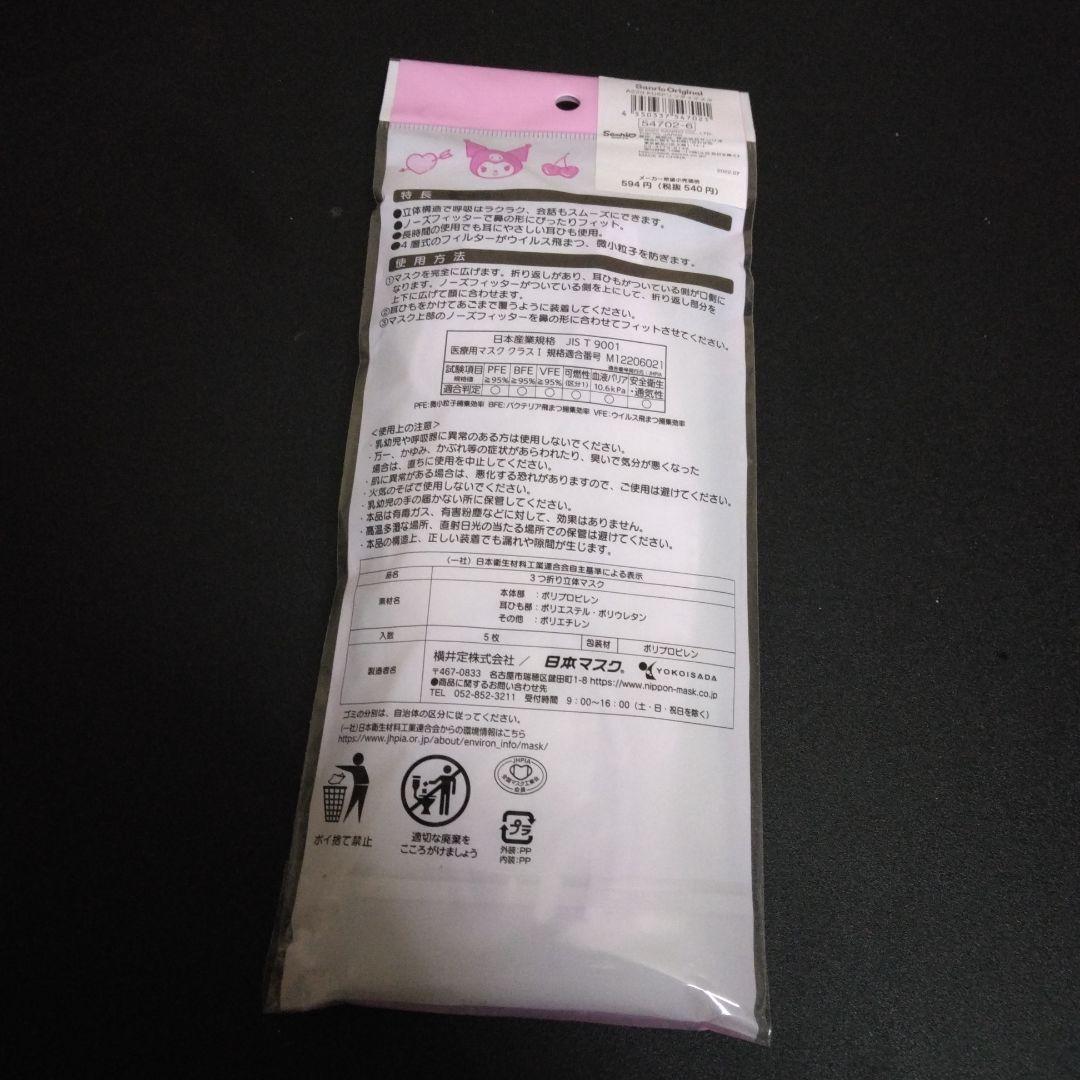 Sanrio Original
4 550337 547021
54702-6
Sanrio
MADE IN CHINA
2022.07
メーカー希望小売価格
594円(税抜 540円)
特長
●立体構造で呼吸はラクラク、会話もスムーズにできます。
●ノーズフィッターで鼻の形にぴったりフィット。
●長時間の使用でも耳にやさしい耳ひも使用。
●4層式のフィルターがウイルス飛まつ、微小粒子を防ぎます。
使用方法
①マスクを完全に広げます。折り返しがあり、耳ひもがついている側が口側に
なります。ノーズフィッターがついている側を上にして、折り返し部分を
上下に広げて顔に合わせます。
②耳ひもをかけてあごまで覆うように装着してください。
③マスク上部のノーズフィッターを鼻の形に合わせてフィットさせてください。
日本産業規格 JIS T 9001
医療用マスク クラスⅠ 規格適合番号 M12206021
適合番号発行元:JHPIA
試験項目 PFE BFE VFE 可燃性 血液バリア 安全衛生
規格値 ≧95% ≧95% ≧95% (区分1) 10.6kPa ・通気性
適合判定 ○ ○ ○ ○ ○ ○
PFE:微小粒子捕集効率 BFE:バクテリア飛まつ捕集効率 VFE:ウイルス飛まつ捕集効率
<使用上の注意>
・乳幼児や呼吸器に異常のある方は使用しないでください。
・万一、かゆみ、かぶれ等の症状があらわれたり、臭いで気分が悪くなった
場合は、直ちに使用を中止してください。
・肌に異常がある場合は、悪化する恐れがありますので、ご使用は避けてください。
・火気のそばで使用しないでください。
・乳幼児の手の届かない所に保管してください。
・本品は有毒ガス、有害粉塵などに対して、効果はありません。
・高温多湿な場所、直射日光の当たる場所での保管は避けてください。
・本品の構造上、正しい装着でも漏れや隙間が生じます。
(一社)日本衛生材料工業連合会自主基準による表示
品名 3つ折り立体マスク
素材名 本体部 :ポリプロピレン
耳ひも部:ポリエステル・ポリウレタン
その他 :ポリエチレン
入数 5枚 包装材 ポリプロピレン
製造者名 横井定株式会社/日本マスク® YOKOISADA
〒467-0833 名古屋市瑞穂区鍵田町1-8 https://www.nippon-mask.co.jp
●商品に関するお問い合わせ先
TEL 052-852-3211 受付時間 9:00〜16:00(土・日・祝日を除く)
ゴミの分別は、自治体の区分に従ってください。
(一社)日本衛生材料工業連合会からの環境情報はこちら
https://www.jhpia.or.jp/about/environ_info/mask/
JHPIA
全国マスク工業会
会員
ポイ捨て禁止
適切な廃棄を
こころがけましょう
プラ
外装:PP
内装:PP